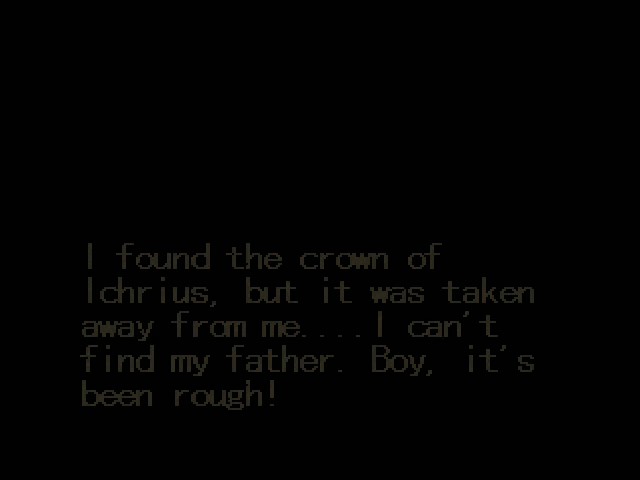 I found the crown of
Ichrius, but it was taken
away from me....I can't
find my father. Boy, it's
been rough!